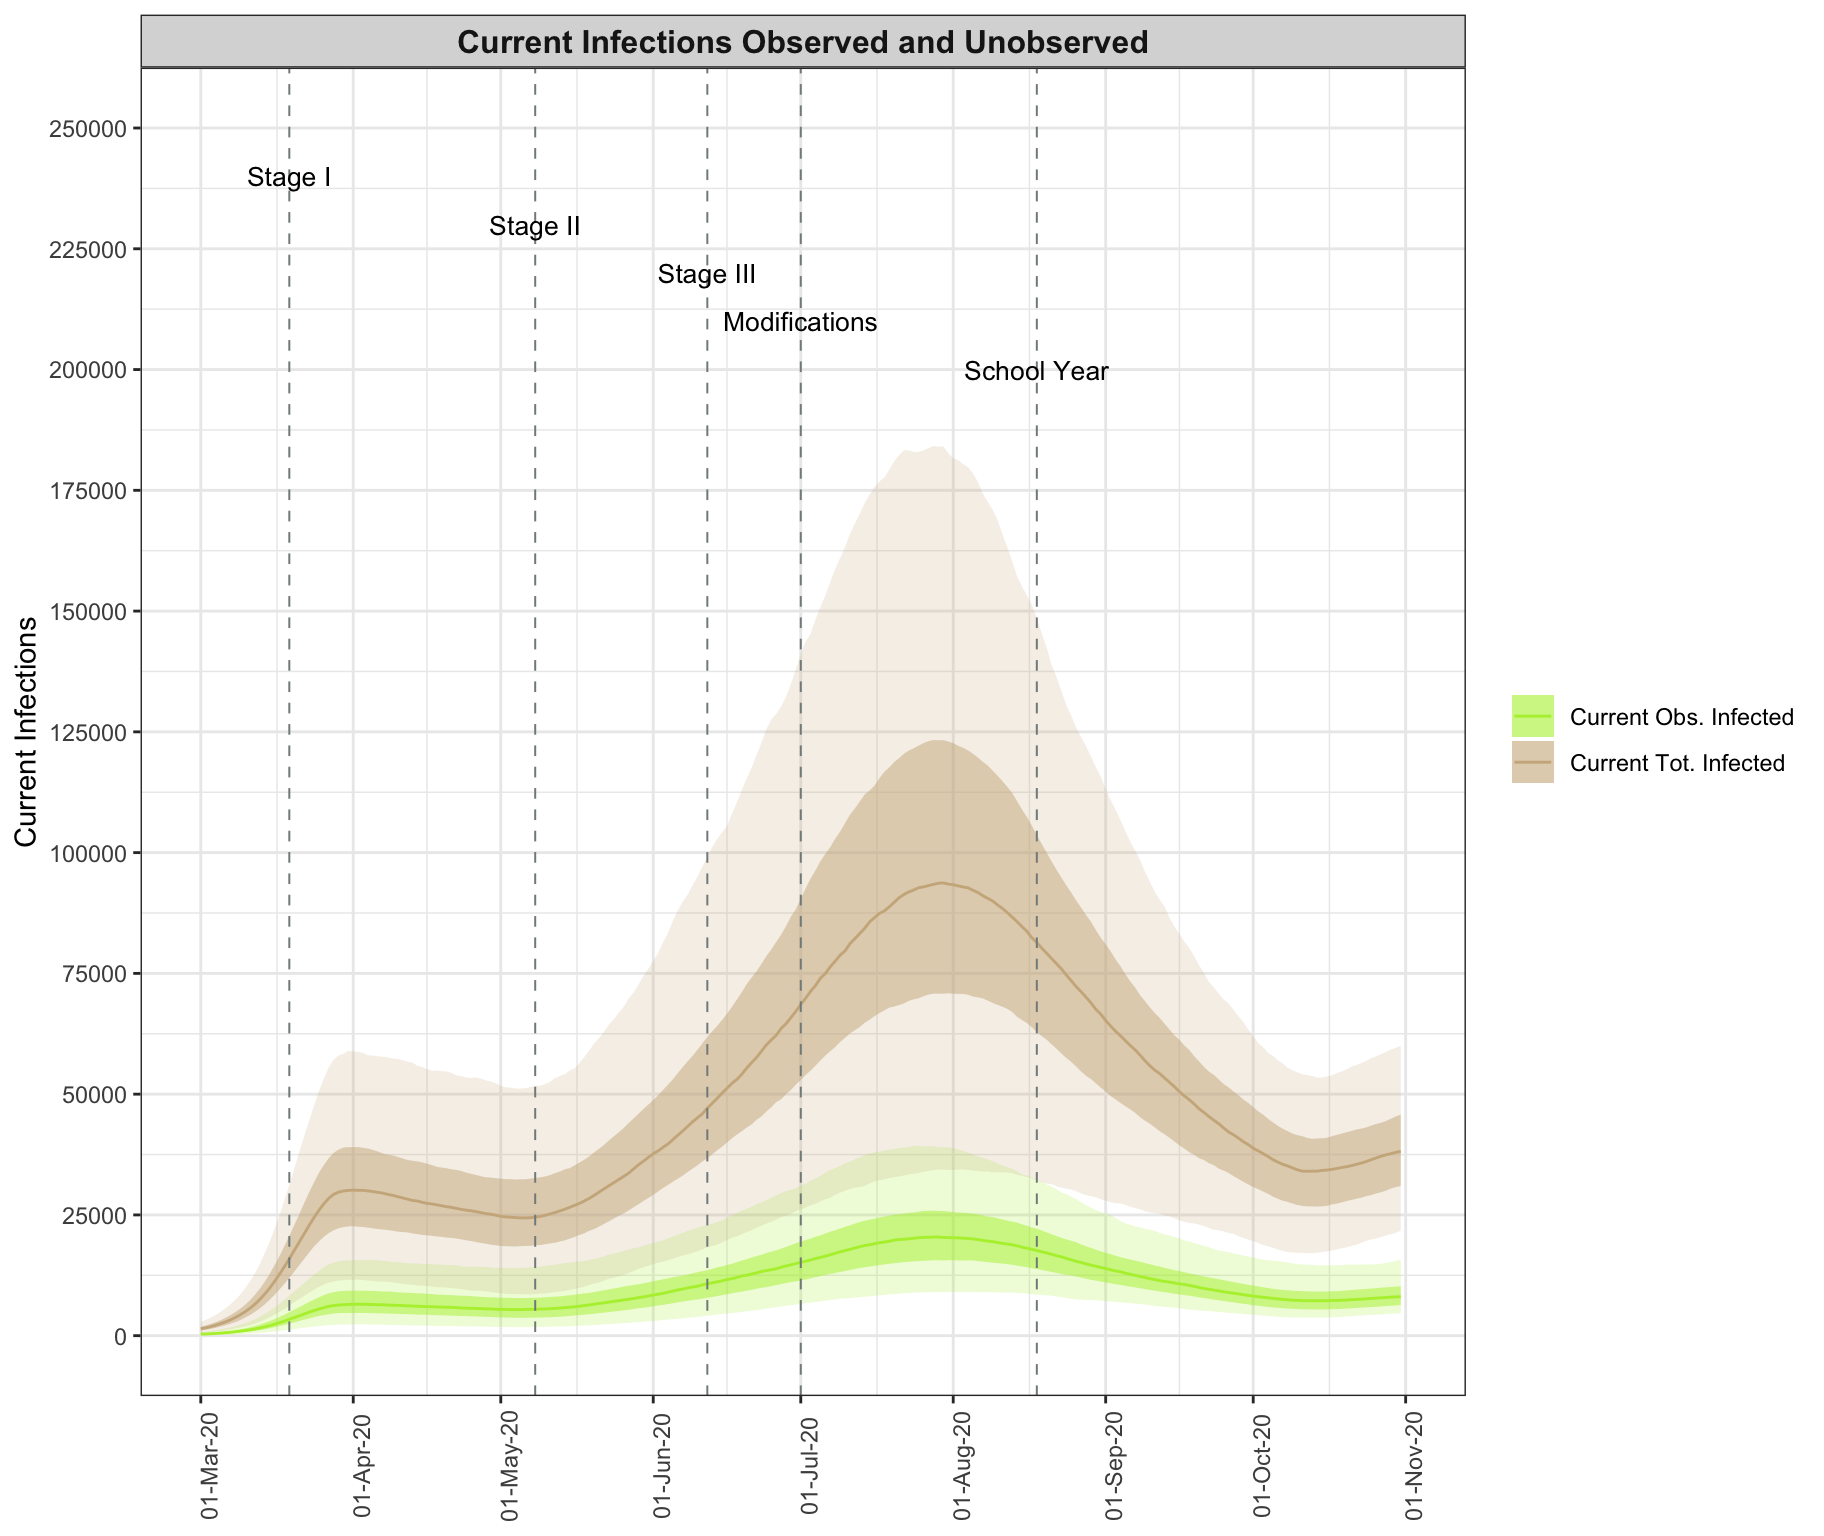 Current Infections Observed and Unobserved
250000
225000
200000
175000
150000
125000
100000
75000
50000
25000
0
Current Infections
Stage I
Stage II
Stage III
Modifications
School Year
01-Mar-20
01-Apr-20
01-May-20
01-Jun-20
01-Jul-20
01-Aug-20
01-Sep-20
01-Oct-20
01-Nov-20
Current Obs. Infected
Current Tot. Infected